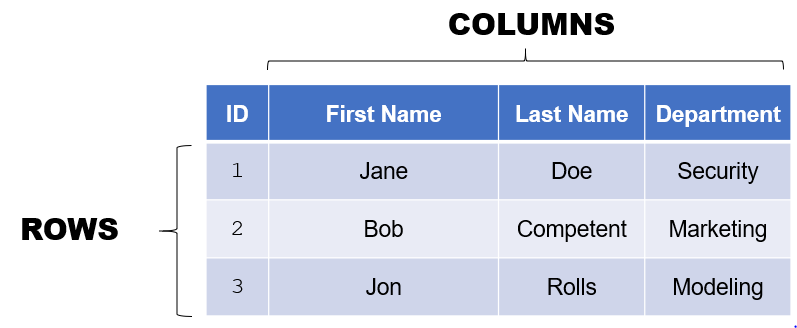 COLUMNS
ID First Name Last Name Department
1 Jane Doe Security
ROWS
2 Bob Competent Marketing
3 Jon Rolls Modeling